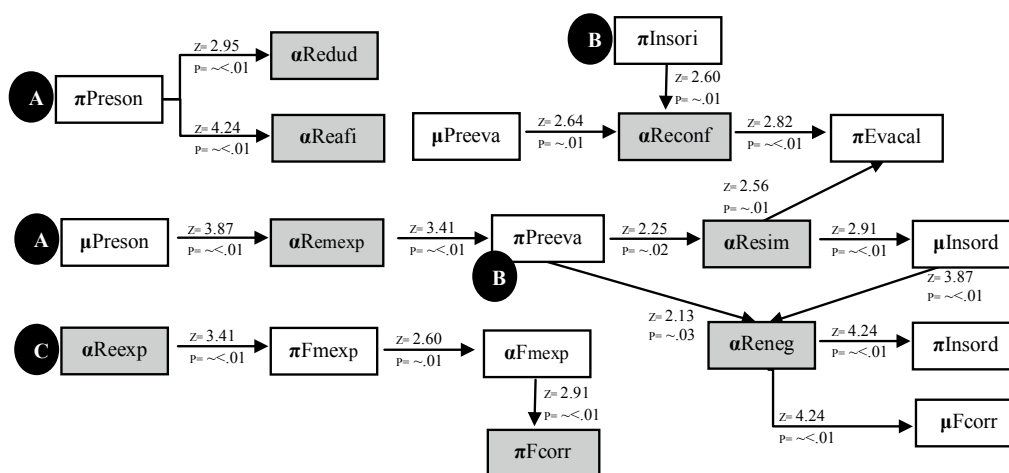 B
πInsori
Z= 2.95
P= ~<.01
αRedud
A
πPreson
Z= 2.60
P= ~.01
Z= 4.24
P= ~<.01
αReafi
μPreeva
Z= 2.64
P= ~.01
αReconf
Z= 2.82
P= ~<.01
πEvacal
Z= 2.56
P= ~.01
A
μPreson
Z= 3.87
P= ~<.01
αRemexp
Z= 3.41
P= ~<.01
πPreeva
B
Z= 2.25
P= ~.02
αResim
Z= 2.91
P= ~<.01
μInsord
Z= 3.87
P= ~<.01
Z= 2.13
P= ~.03
C
αReexp
Z= 3.41
P= ~<.01
πFmexp
Z= 2.60
P= ~.01
αFmexp
αReneg
Z= 4.24
P= ~<.01
πInsord
Z= 2.91
P= ~<.01
πFcorr
Z= 4.24
P= ~<.01
μFcorr